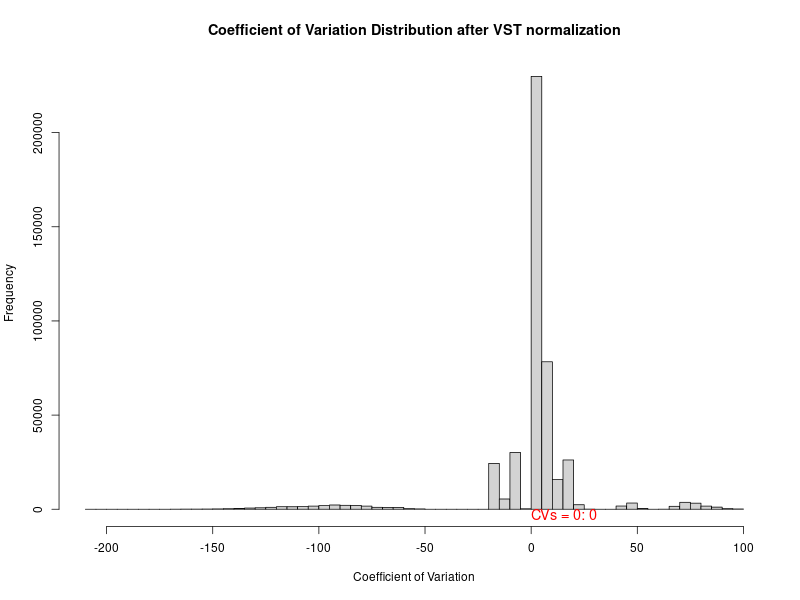 Coefficient of Variation Distribution after VST normalization
Frequency
200000
150000
100000
50000
0
CVs = 0: 0
-200 -150 -100 -50 0 50 100
Coefficient of Variation